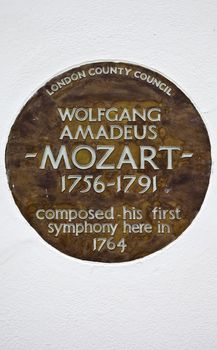 LONDON COUNTY COUNCIL
WOLFGANG
AMADEUS
-MOZART-
1756-1791
composed his first
symphony here in
1764